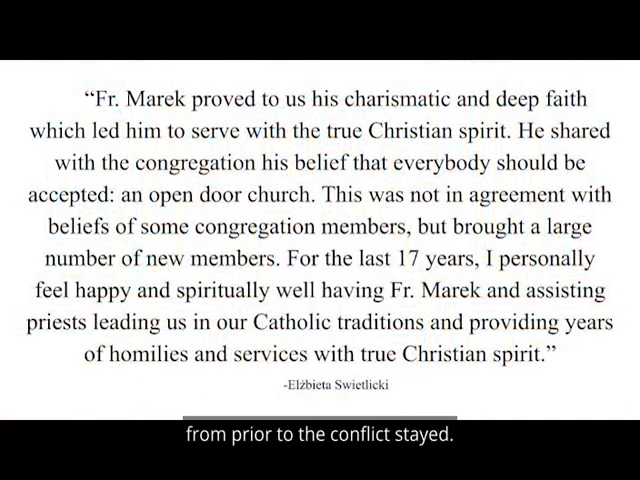 “Fr. Marek proved to us his charismatic and deep faith
which led him to serve with the true Christian spirit. He shared
with the congregation his belief that everybody should be
accepted: an open door church. This was not in agreement with
beliefs of some congregation members, but brought a large
number of new members. For the last 17 years, I personally
feel happy and spiritually well having Fr. Marek and assisting
priests leading us in our Catholic traditions and providing years
of homilies and services with true Christian spirit.”
-Elżbieta Swietlicki
from prior to the conflict stayed.